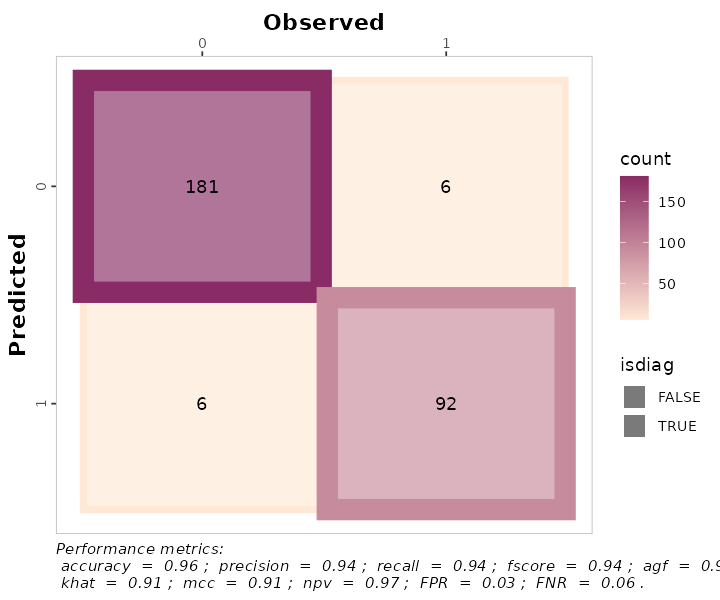 Observed
0 1
count
150
100
50
isdiag
FALSE
TRUE
Predicted
0
1
181 6
6 92
Performance metrics:
accuracy = 0.96 ; precision = 0.94 ; recall = 0.94 ; fscore = 0.94 ; agf =
khat = 0.91 ; mcc = 0.91 ; npv = 0.97 ; FPR = 0.03 ; FNR = 0.06 .